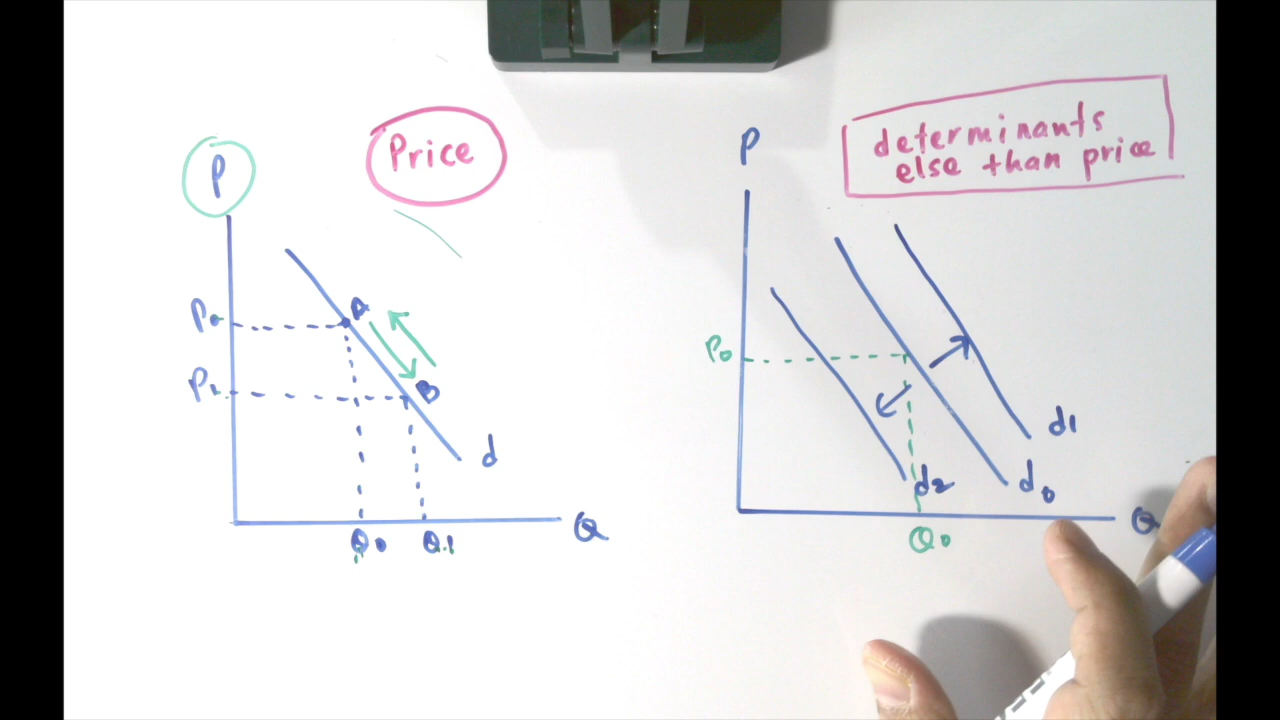 P
Price
P0
A
P1
B
d
Q0
Q1
Q
P
determinants
else than price
P0
d1
d2
d0
Q0
Q